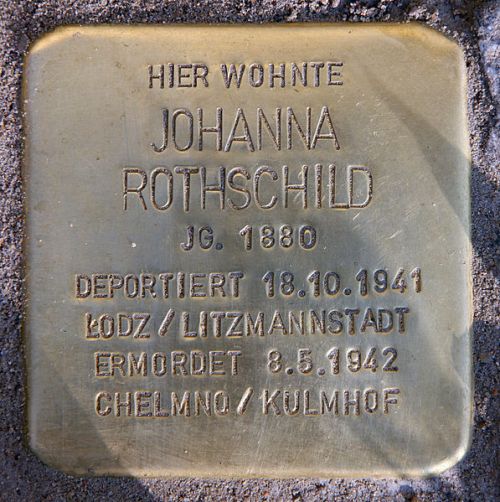 HIER WOHNTE
JOHANNA
ROTHSCHILD
JG. 1880
DEPORTIERT 18.10.1941
ŁODZ / LITZMANNSTADT
ERMORDET 8.5.1942
CHELMNO / KULMHOF